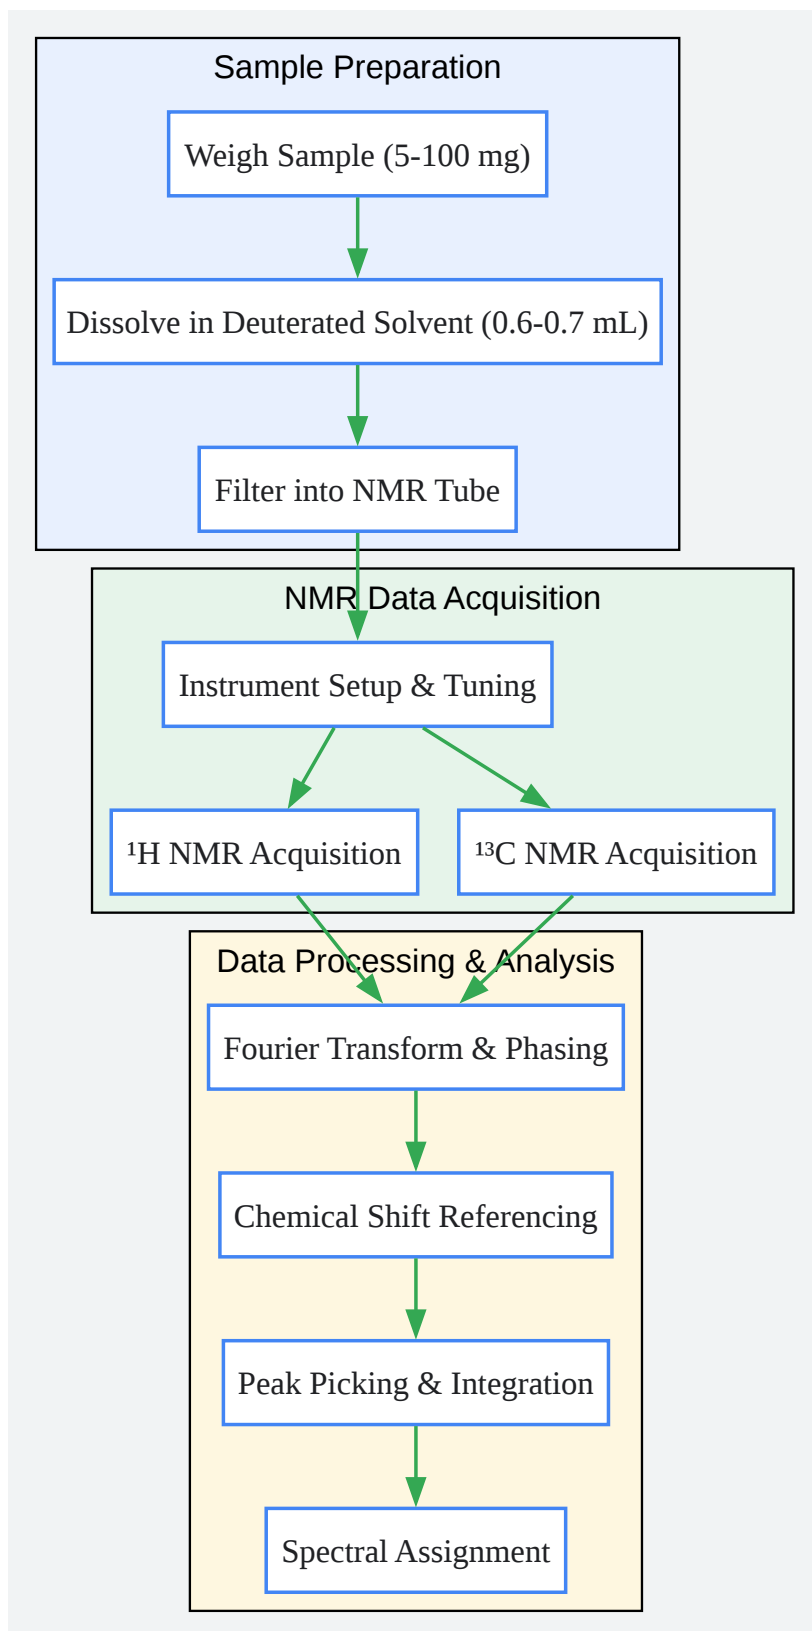 Sample Preparation
Weigh Sample (5-100 mg)
Dissolve in Deuterated Solvent (0.6-0.7 mL)
Filter into NMR Tube
NMR Data Acquisition
Instrument Setup & Tuning
¹H NMR Acquisition
¹³C NMR Acquisition
Data Processing & Analysis
Fourier Transform & Phasing
Chemical Shift Referencing
Peak Picking & Integration
Spectral Assignment